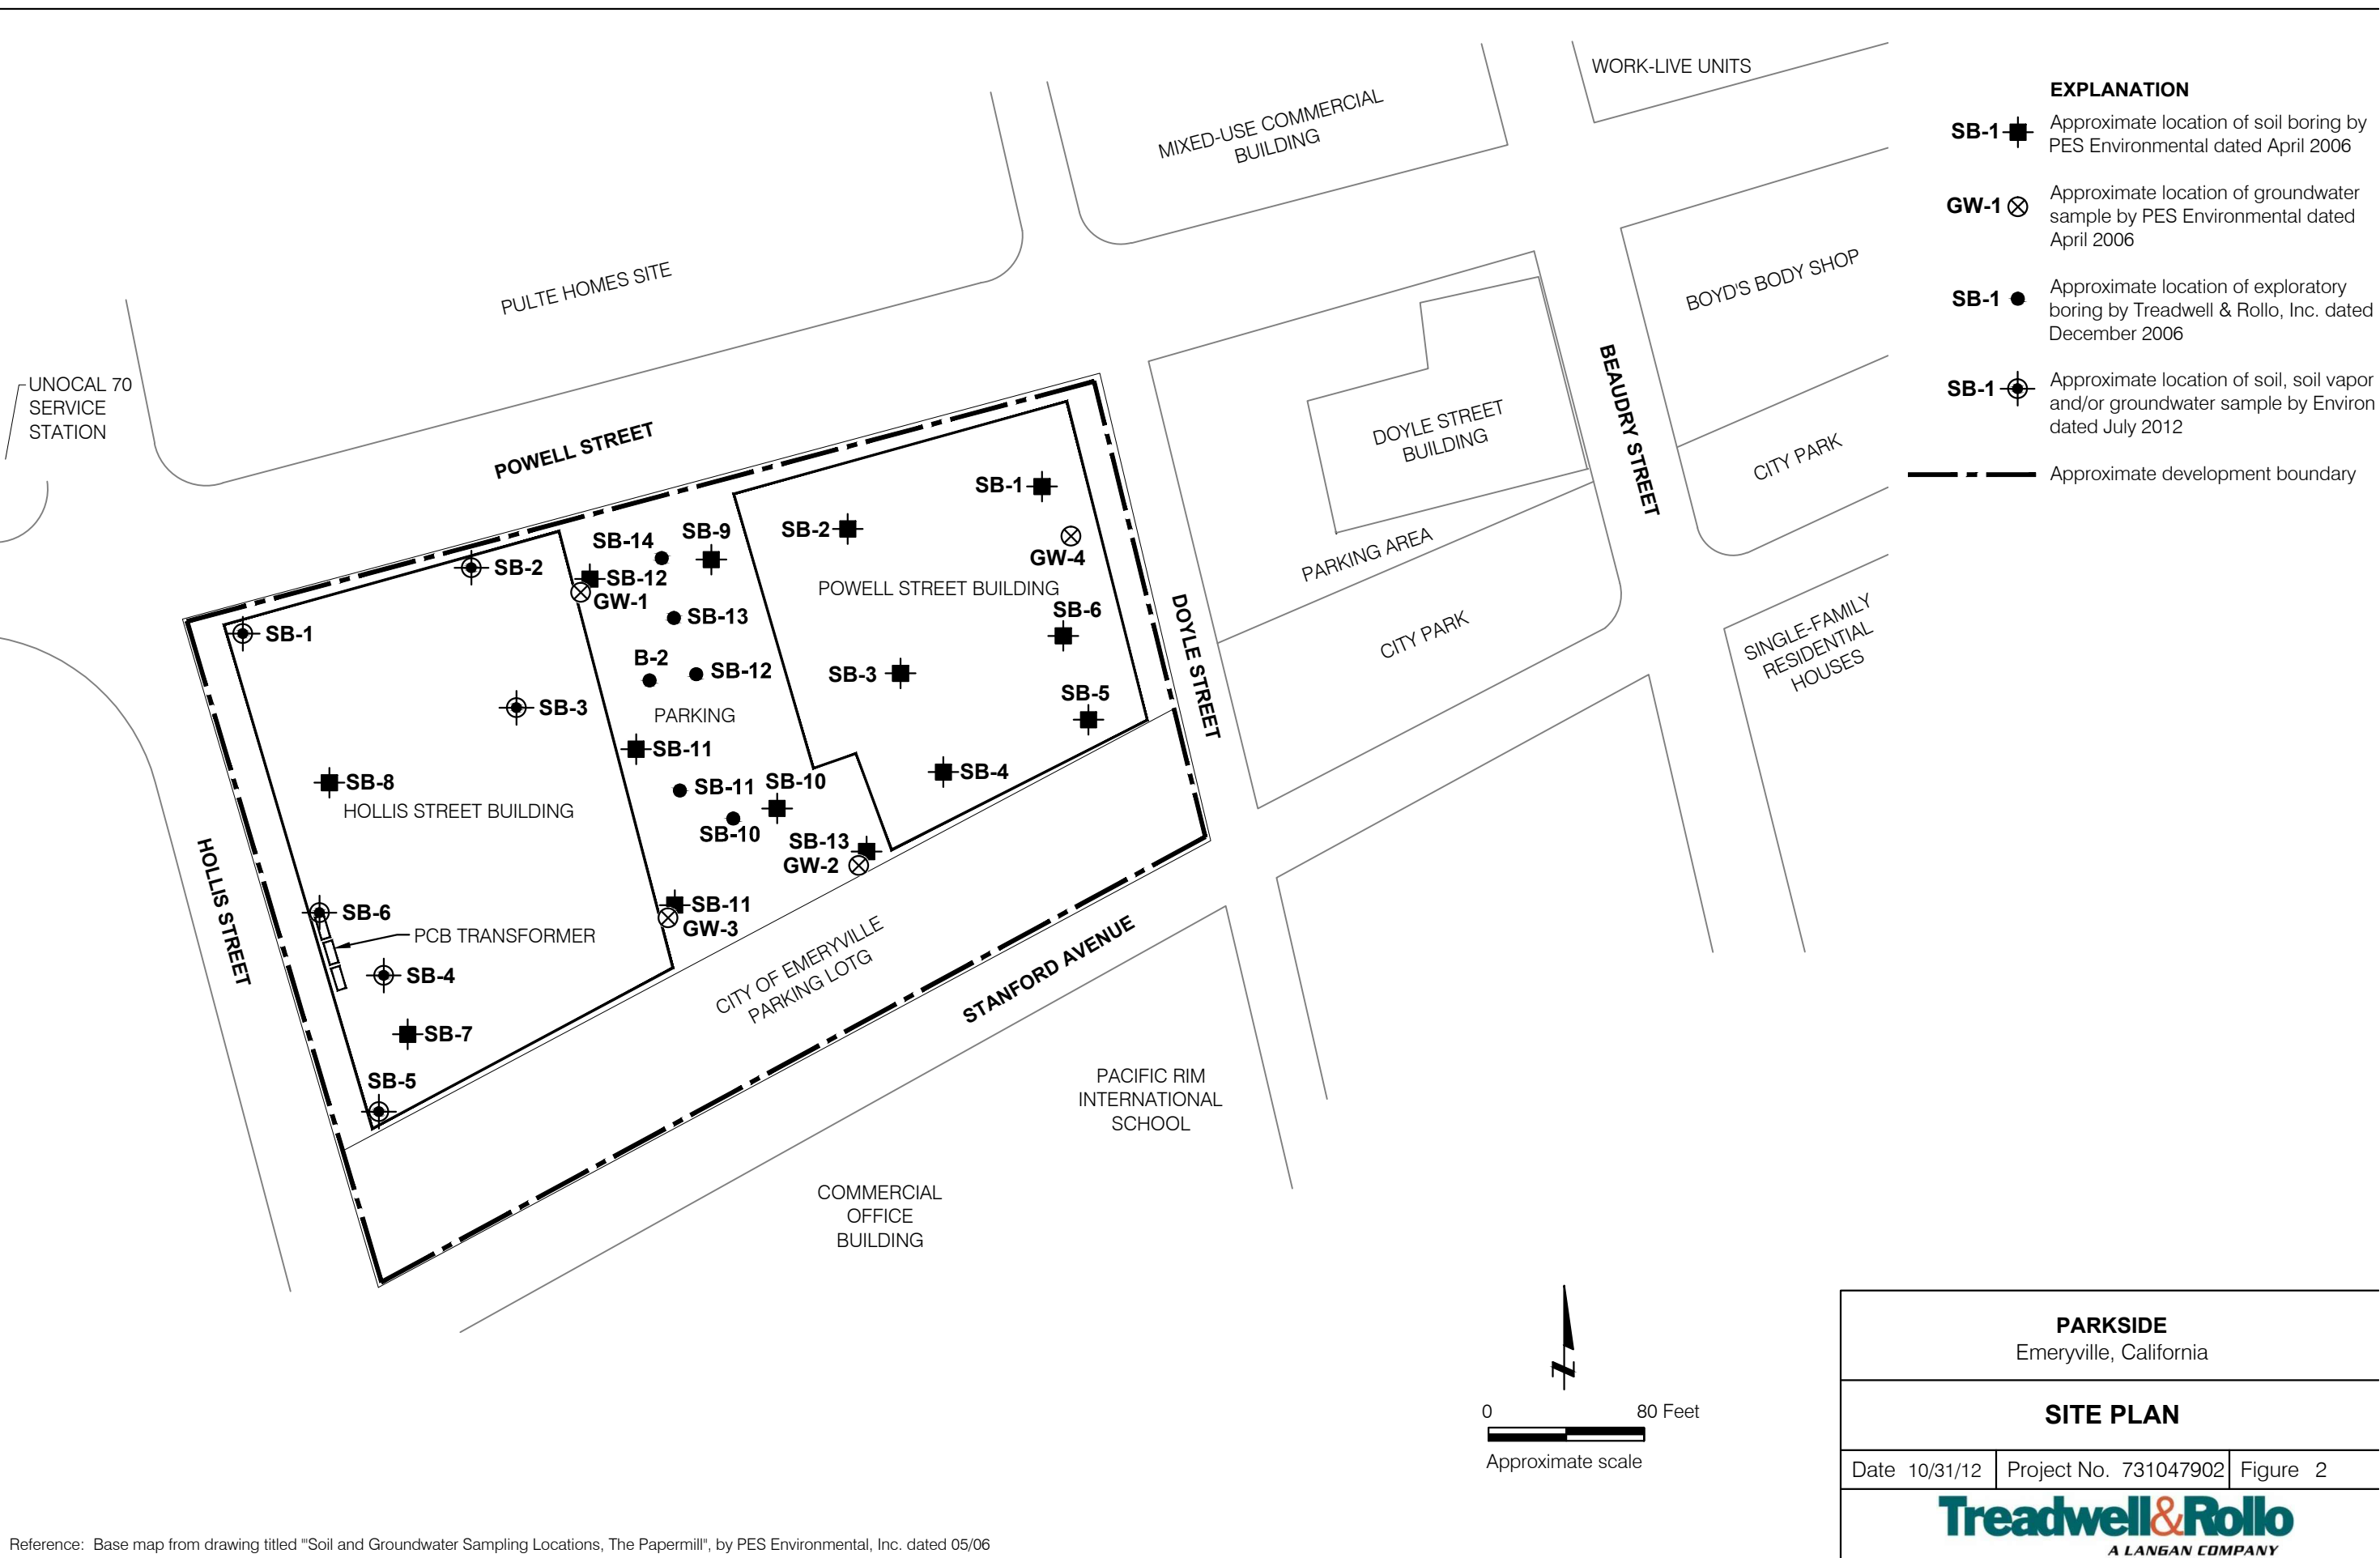 WORK-LIVE UNITS
MIXED-USE COMMERCIAL
BUILDING
PULTE HOMES SITE
BOYD'S BODY SHOP
UNOCAL 70
SERVICE
STATION
POWELL STREET
DOYLE STREET
BUILDING
BEAUDRY STREET
CITY PARK
PARKING AREA
CITY PARK
SINGLE-FAMILY
RESIDENTIAL
HOUSES
DOYLE STREET
SB-1
SB-2
GW-4
POWELL STREET BUILDING
SB-6
SB-3
SB-5
SB-4
SB-14
SB-9
SB-12
GW-1
SB-13
B-2
SB-12
PARKING
SB-11
SB-11
SB-10
SB-10
SB-13
GW-2
SB-11
GW-3
SB-2
SB-1
SB-3
SB-8
HOLLIS STREET BUILDING
HOLLIS STREET
SB-6
PCB TRANSFORMER
SB-4
SB-7
SB-5
CITY OF EMERYVILLE
PARKING LOTG
STANFORD AVENUE
PACIFIC RIM
INTERNATIONAL
SCHOOL
COMMERCIAL
OFFICE
BUILDING
EXPLANATION
SB-1 Approximate location of soil boring by
PES Environmental dated April 2006
GW-1 Approximate location of groundwater
sample by PES Environmental dated
April 2006
SB-1 Approximate location of exploratory
boring by Treadwell & Rollo, Inc. dated
December 2006
SB-1 Approximate location of soil, soil vapor
and/or groundwater sample by Environ
dated July 2012
Approximate development boundary
N
0 80 Feet
Approximate scale
PARKSIDE
Emeryville, California
SITE PLAN
Date 10/31/12 Project No. 731047902 Figure 2
Treadwell&Rollo
A LANGAN COMPANY
Reference: Base map from drawing titled '"Soil and Groundwater Sampling Locations, The Papermill", by PES Environmental, Inc. dated 05/06